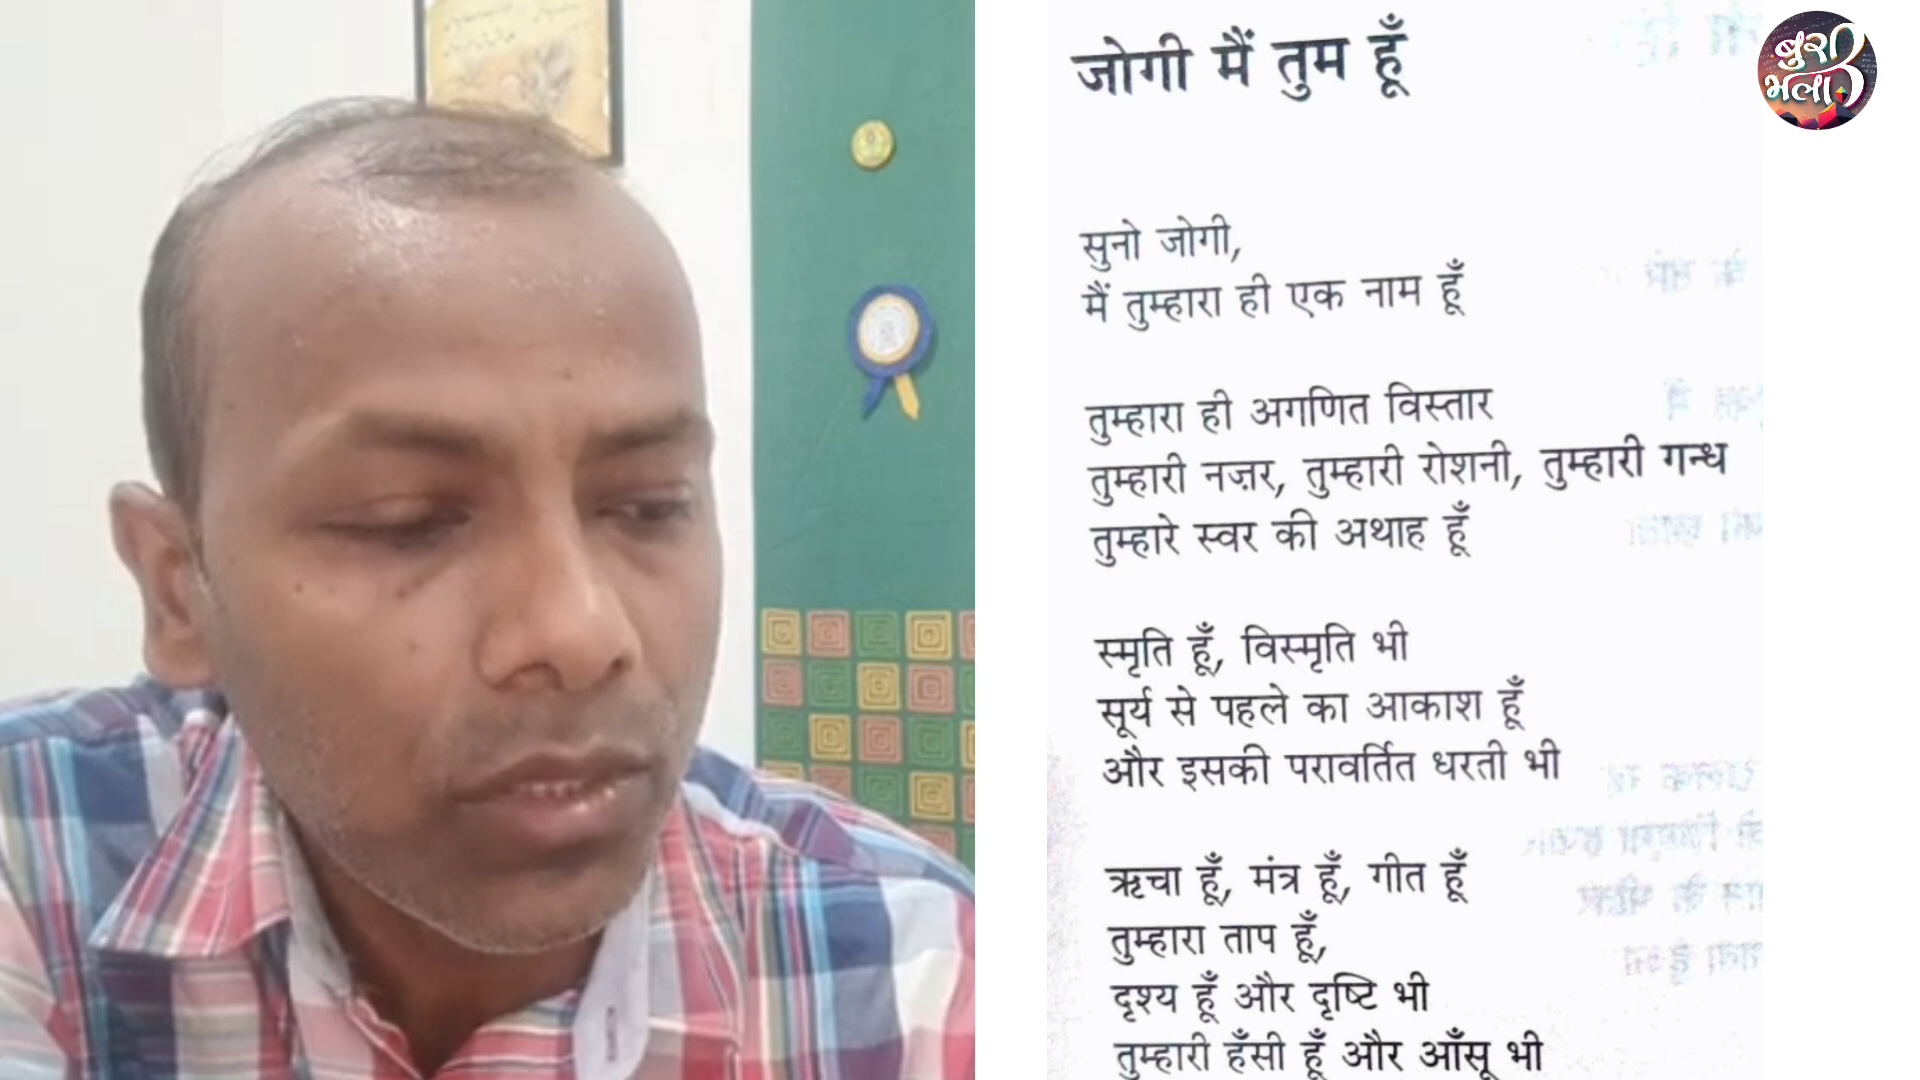 जोगी मैं तुम हूँ
सुनो जोगी,
मैं तुम्हारा ही एक नाम हूँ
तुम्हारा ही अगणित विस्तार
तुम्हारी नज़र, तुम्हारी रोशनी, तुम्हारी गन्ध
तुम्हारे स्वर की अथाह हूँ
स्मृति हूँ, विस्मृति भी
सूर्य से पहले का आकाश हूँ
और इसकी परावर्तित धरती भी
ऋचा हूँ, मंत्र हूँ, गीत हूँ
तुम्हारा ताप हूँ,
दृश्य हूँ और दृष्टि भी
तुम्हारी हँसी हूँ और आँसू भी
बुरा
भला